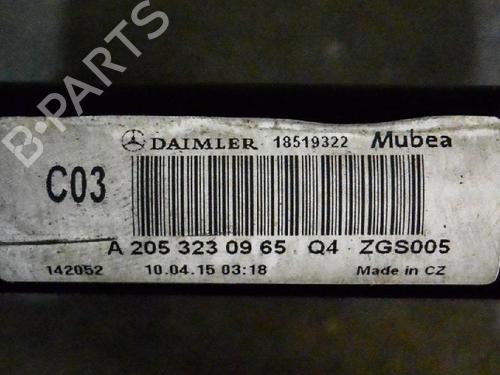 B-PARTS
DAIMLER 18519322 Mubea
C03
A 205 323 09 65 Q4 ZGS005
142052 10.04.15 03:18 Made in CZ